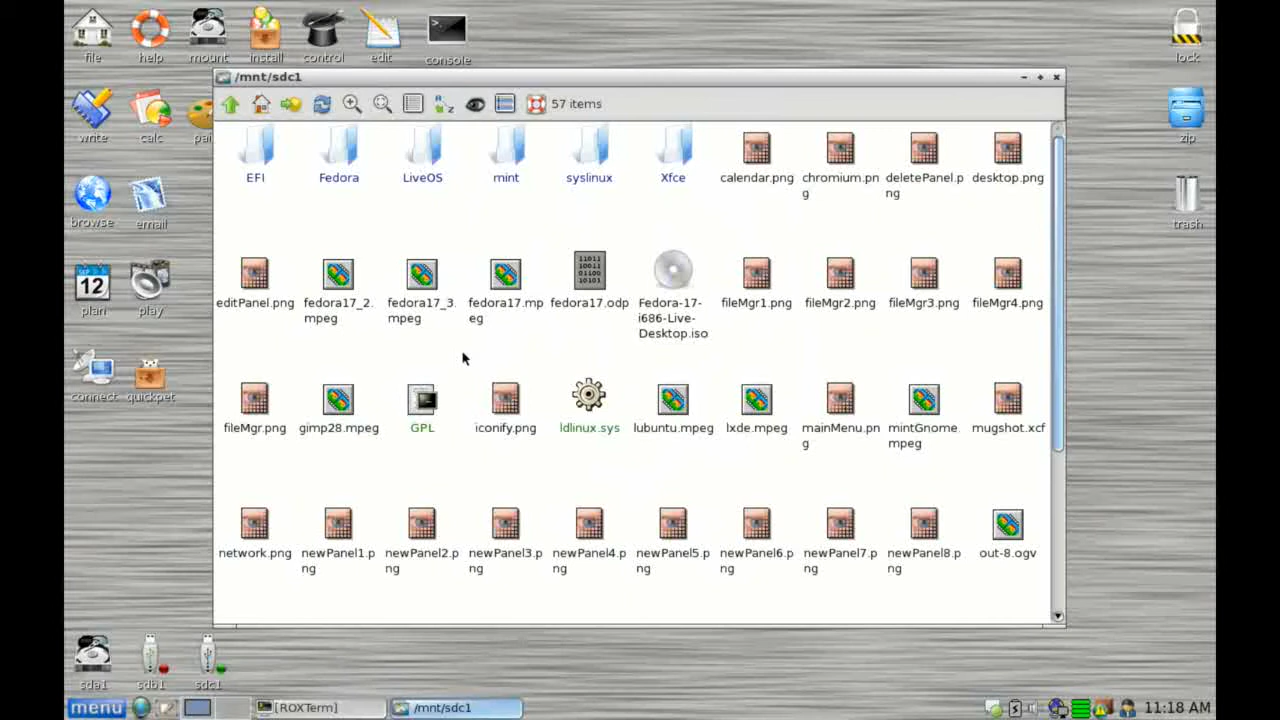 file help mount install control edit console lock
/mnt/sdc1
57 items
write calc zip
EFI Fedora LiveOS mint syslinux Xfce calendar.png chromium.pn deletePanel.p desktop.png
g ng
browse email trash
SEP
12
11011
10011
01100
10101
editPanel.png fedora17_2. fedora17_3. fedora17.mp fedora17.odp Fedora-17- fileMgr1.png fileMgr2.png fileMgr3.png fileMgr4.png
mpeg mpeg eg i686-Live-
Desktop.iso
plan play
connect quickpet
fileMgr.png gimp28.mpeg GPL iconify.png ldlinux.sys lubuntu.mpeg lxde.mpeg mainMenu.pn mintGnome. mugshot.xcf
g mpeg
network.png newPanel1.p newPanel2.p newPanel3.p newPanel4.p newPanel5.p newPanel6.p newPanel7.p newPanel8.p out-8.ogv
ng ng ng ng ng ng ng ng
sda1 sdb1 sdc1
menu [ROXTerm] /mnt/sdc1 11:18 AM